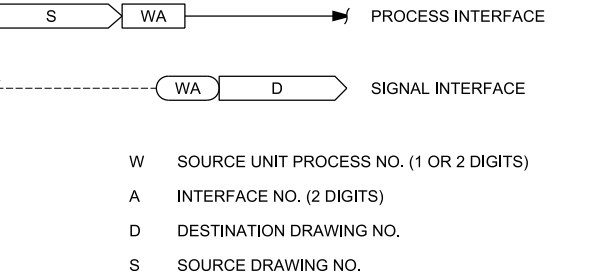 S WA PROCESS INTERFACE
WA D SIGNAL INTERFACE
W SOURCE UNIT PROCESS NO. (1 OR 2 DIGITS)
A INTERFACE NO. (2 DIGITS)
D DESTINATION DRAWING NO.
S SOURCE DRAWING NO.